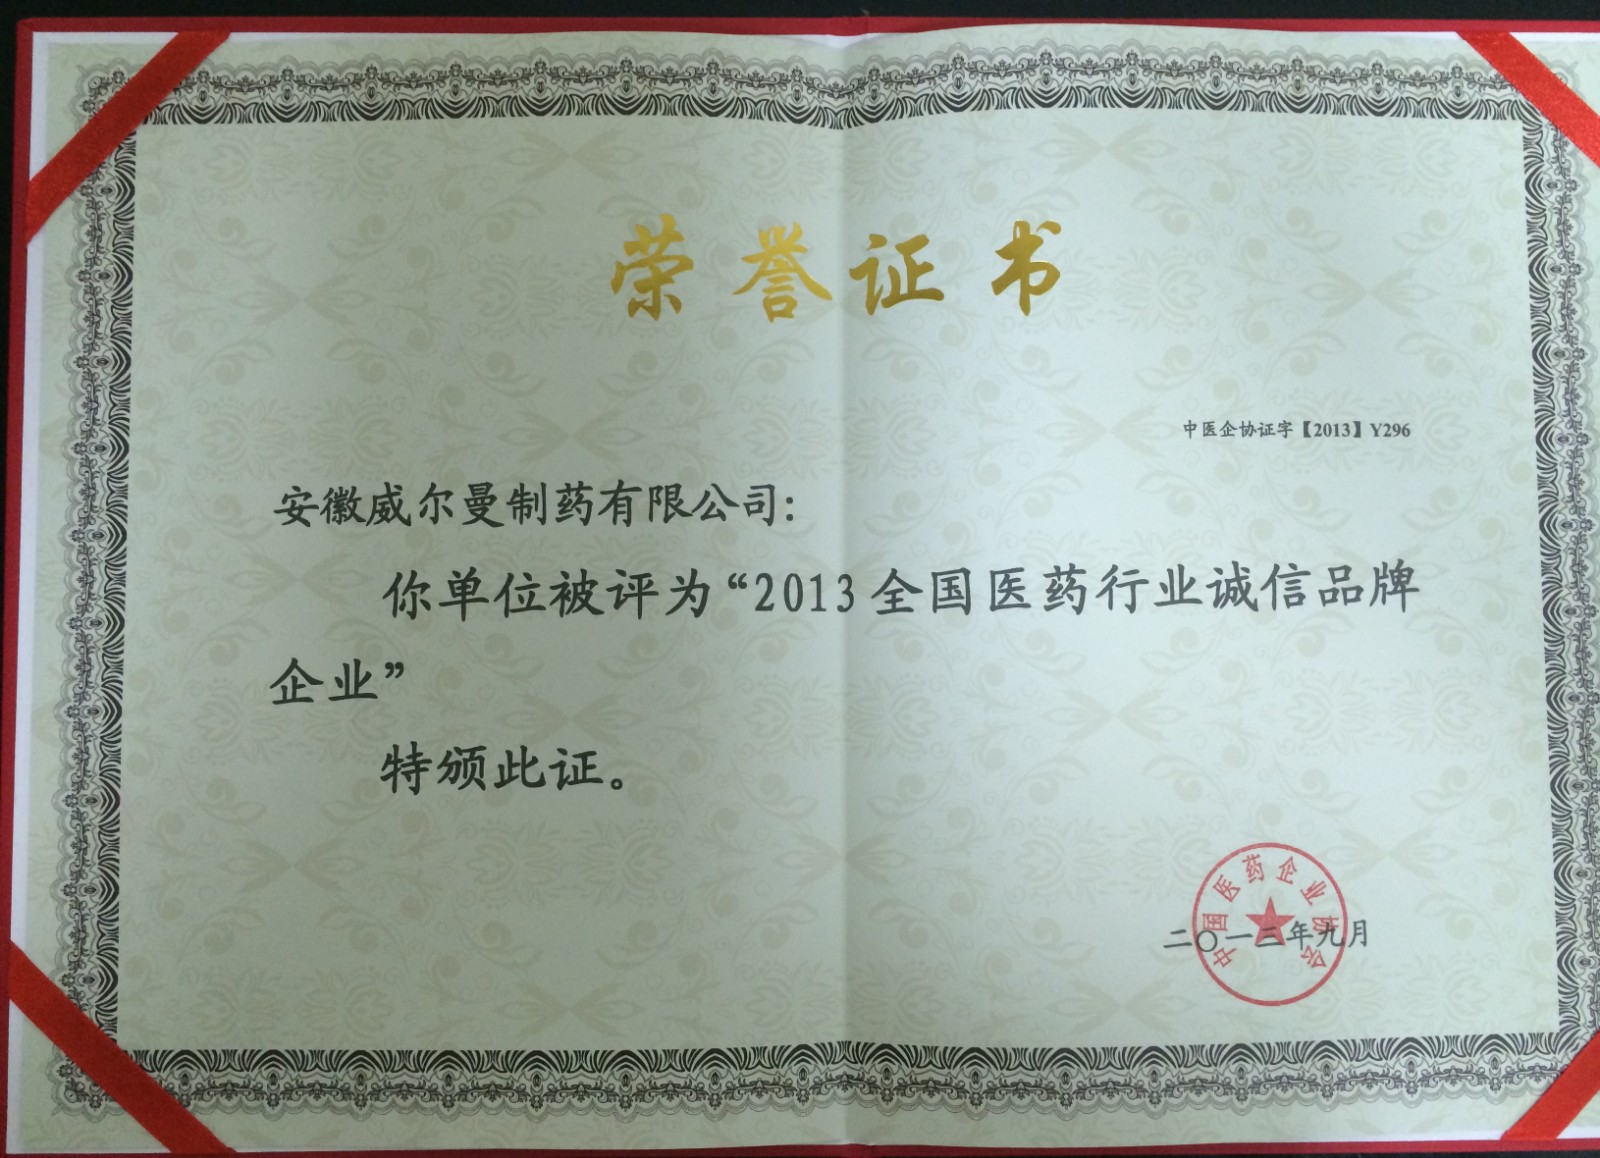 荣誉证书
中医企协证字【2013】Y296
安徽威尔曼制药有限公司:
你单位被评为“2013全国医药行业诚信品牌
企业”
特颁此证。
中国医药企业协会
二〇一三年九月